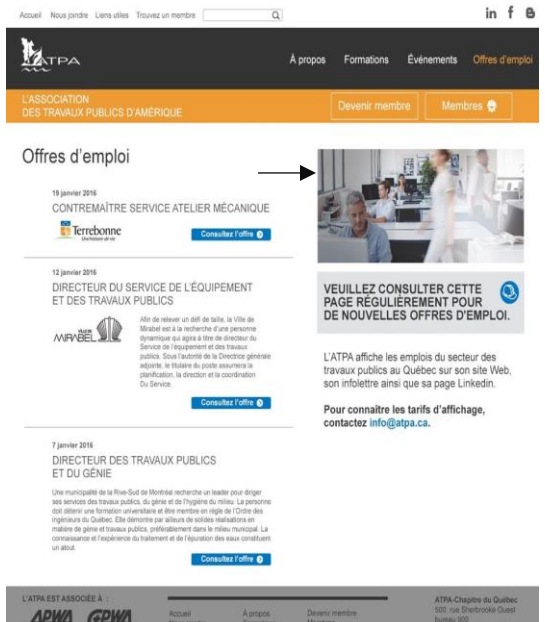 Accueil Nous joindre Liens utiles Trouvez un membre
in f B
ATPA
À propos Formations Événements Offres d'emploi
L'ASSOCIATION
DES TRAVAUX PUBLICS D'AMÉRIQUE
Devenir membre Membres
Offres d'emploi
19 janvier 2016
CONTREMAÎTRE SERVICE ATELIER MÉCANIQUE
Terrebonne
Une histoire de vie
Consultez l'offre
12 janvier 2016
DIRECTEUR DU SERVICE DE L'ÉQUIPEMENT
ET DES TRAVAUX PUBLICS
VILLE DE
MIRABEL
Afin de relever un défi de taille, la Ville de
Mirabel est à la recherche d'une personne
dynamique qui agira à titre de directeur du
Service de l'équipement et des travaux
publics. Sous l'autorité de la Directrice générale
adjointe, le titulaire du poste assumera la
planification, la direction et la coordination
Du Service.
Consultez l'offre
7 janvier 2016
DIRECTEUR DES TRAVAUX PUBLICS
ET DU GÉNIE
Une municipalité de la Rive-Sud de Montréal recherche un leader pour diriger
ses services des travaux publics, du génie et de l'hygiène du milieu. La personne
doit détenir une formation universitaire et être membre en règle de l'Ordre des
ingénieurs du Québec. Elle démontre par ailleurs de solides réalisations en
matière de génie et travaux publics, préférablement dans le milieu municipal. La
connaissance et l'expérience du traitement et de l'épuration des eaux constituent
un atout.
Consultez l'offre
VEUILLEZ CONSULTER CETTE
PAGE RÉGULIÈREMENT POUR
DE NOUVELLES OFFRES D'EMPLOI.
L'ATPA affiche les emplois du secteur des
travaux publics au Québec sur son site Web,
son infolettre ainsi que sa page Linkedin.
Pour connaître les tarifs d'affichage,
contactez info@atpa.ca.
L'ATPA EST ASSOCIÉE À :
APWA CPWA
Accueil À propos Devenir membre
ATPA-Chapitre du Québec
500, rue Sherbrooke Ouest
bureau 900